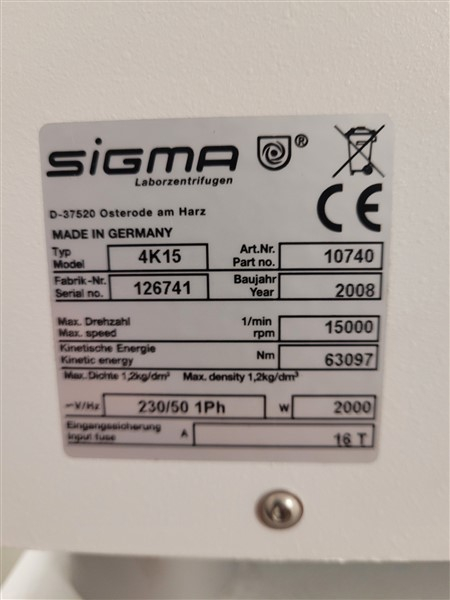 SiGMA ®
Laborzentrifugen
D-37520 Osterode am Harz
CE
MADE IN GERMANY
Typ Art.Nr.
Model 4K15 Part no. 10740
Fabrik-Nr. Baujahr
Serial no. 126741 Year 2008
Max. Drehzahl 1/min
Max. speed rpm 15000
Kinetische Energie
Kinetic energy Nm 63097
Max. Dichte 1,2kg/dm³ Max. density 1,2kg/dm³
~V/Hz 230/50 1Ph W 2000
Eingangssicherung
Input fuse A 16 T